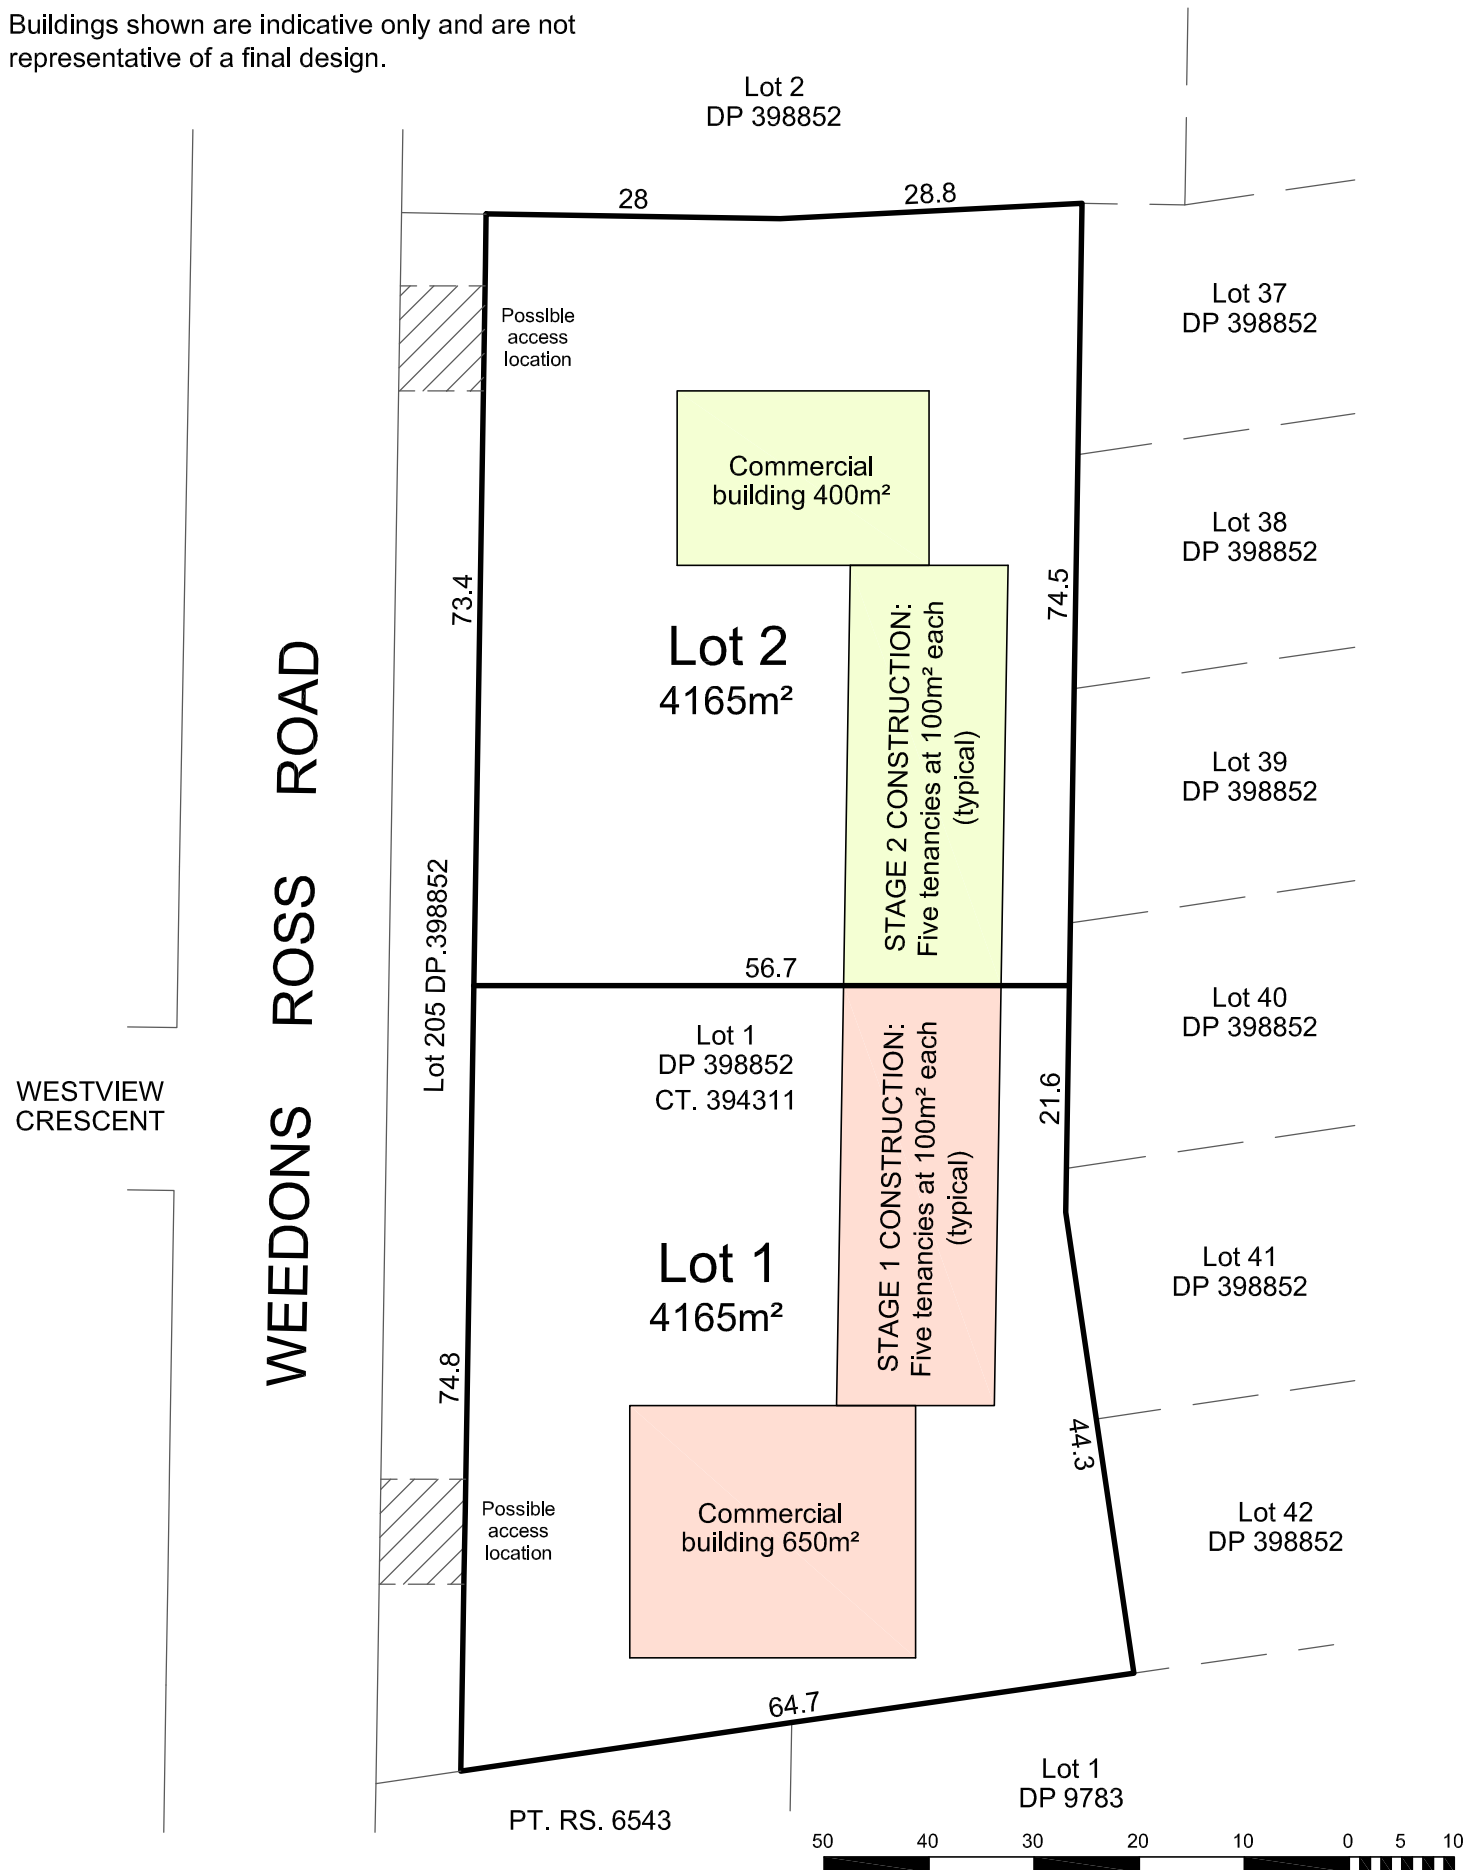 Buildings shown are indicative only and are not
representative of a final design.
Lot 2
DP 398852
28
28.8
Possible
access
location
Lot 37
DP 398852
Commercial
building 400m²
Lot 38
DP 398852
73.4
74.5
Lot 2
4165m²
STAGE 2 CONSTRUCTION:
Five tenancies at 100m² each
(typical)
Lot 39
DP 398852
WEEDONS ROSS ROAD
Lot 205 DP.398852
56.7
Lot 40
DP 398852
Lot 1
DP 398852
CT. 394311
WESTVIEW
CRESCENT
21.6
STAGE 1 CONSTRUCTION:
Five tenancies at 100m² each
(typical)
Lot 1
4165m²
Lot 41
DP 398852
74.8
44.3
Possible
access
location
Commercial
building 650m²
Lot 42
DP 398852
64.7
Lot 1
DP 9783
PT. RS. 6543
50 40 30 20 10 0 5 10